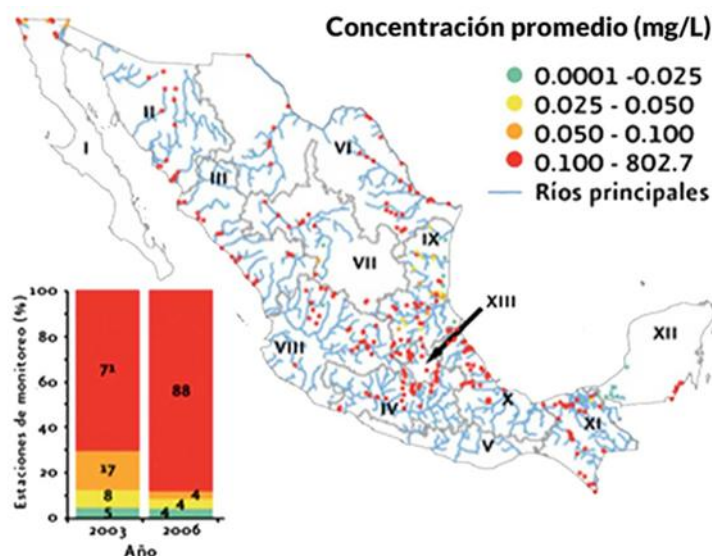 Concentración promedio (mg/L)
0.0001 -0.025
0.025 - 0.050
0.050 - 0.100
0.100 - 802.7
Ríos principales
I
II
III
VI
IX
VII
XIII
XII
VIII
IV
X
V
XI
Estaciones de monitoreo (%)
100
80
60
40
20
0
71
17
8
5
88
4
4
4
2003
2006
Año